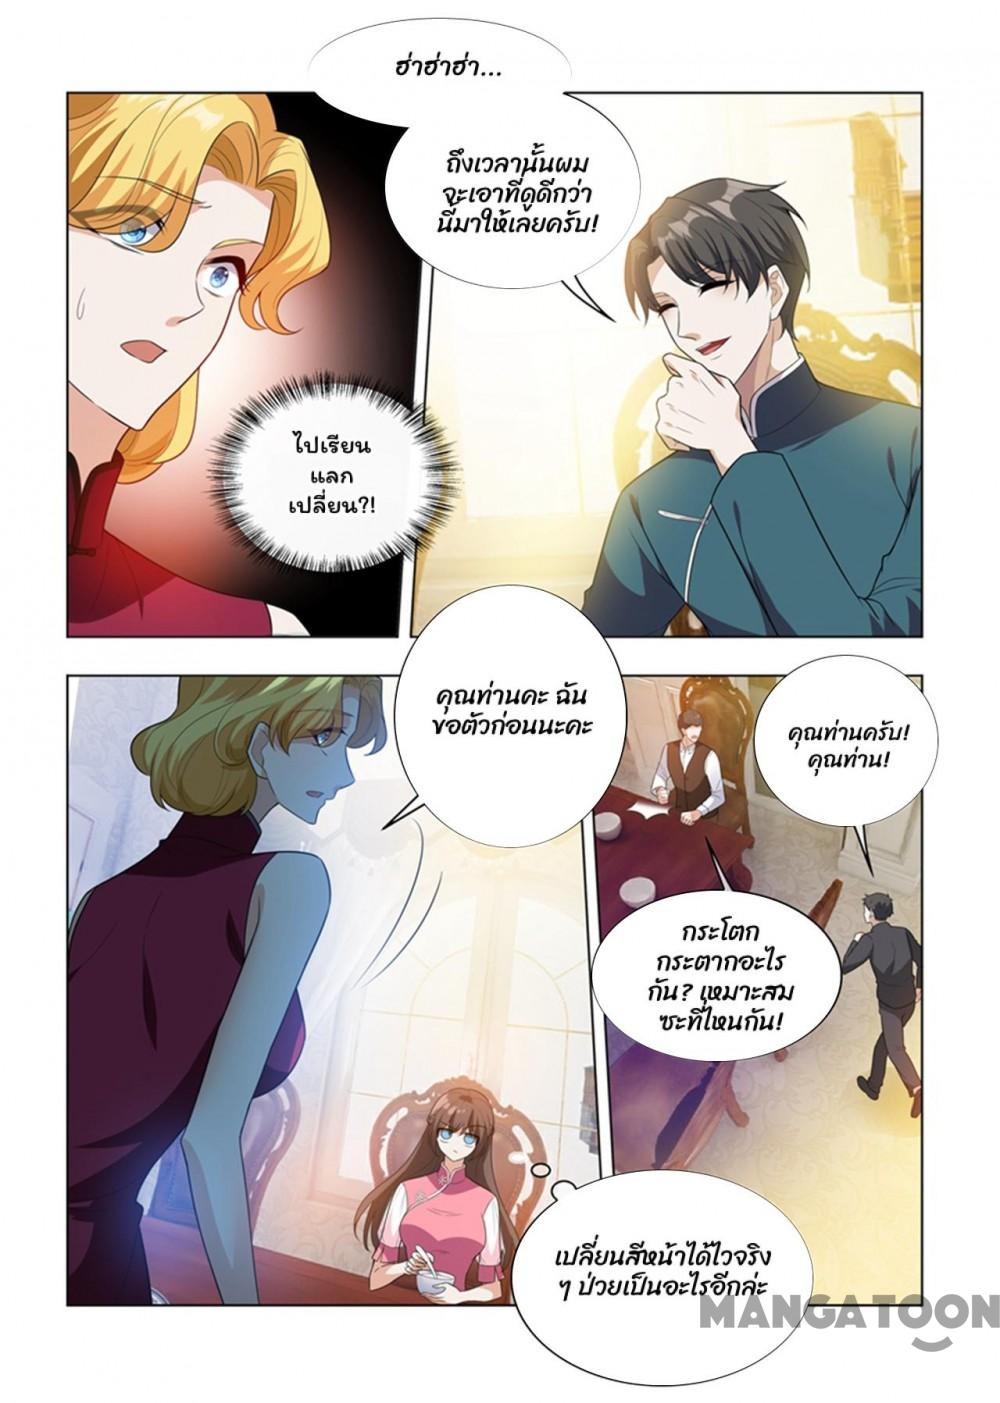 ฮ่าฮ่าฮ่า...
ถึงเวลานั้นผม
จะเอาที่ดูดีกว่า
นี้มาให้เลยครับ!
ไปเรียน
แลก
เปลี่ยน?!
คุณท่านคะ ฉัน
ขอตัวก่อนนะคะ
คุณท่านครับ!
คุณท่าน!
กระโตก
กระตากอะไร
กัน? เหมาะสม
ซะที่ไหนกัน!
เปลี่ยนสีหน้าได้ไวจริง
ๆ ป่วยเป็นอะไรอีกล่ะ
MANGATOON